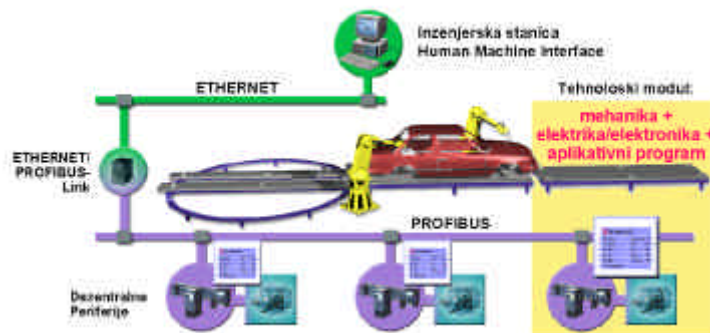 Inzenjerska stanica
Human Machine Interface
ETHERNET
Tehnoloski modul:
mehanika +
elektrika/elektronika +
aplikativni program
ETHERNET/
PROFIBUS-
Link
PROFIBUS
Dezentralne
Periferije